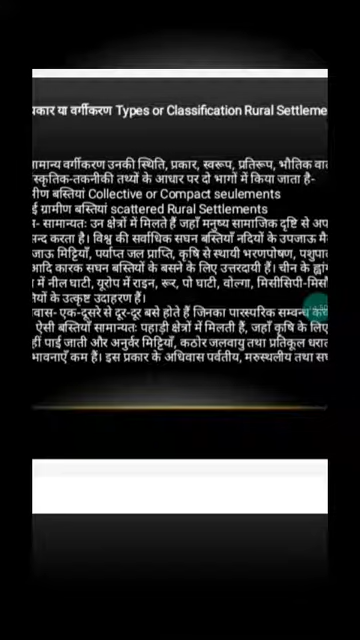 कार या वर्गीकरण Types or Classification Rural Settleme
ामान्य वर्गीकरण उनकी स्थिति, प्रकार, स्वरूप, प्रतिरूप, भौतिक वात
स्कृतिक-तकनीकी तथ्यों के आधार पर दो भागों में किया जाता है-
मीण बस्तियां Collective or Compact seulements
ई ग्रामीण बस्तियां scattered Rural Settlements
स- सामान्यतः उन क्षेत्रों में मिलते हैं जहाँ मनुष्य सामाजिक दृष्टि से अप
सन्द करता है। विश्व की सर्वाधिक सघन बस्तियाँ नदियों के उपजाऊ मै
जाऊ मिट्टियाँ, पर्याप्त जल प्राप्ति, कृषि से स्थायी भरणपोषण, पशुपा
आदि कारक सघन बस्तियों के बसने के लिए उत्तरदायी हैं। चीन के ह्वांग
में नील घाटी, यूरोप में राइन, रूर, पो घाटी, वोल्गा, मिसीसिपी-मिसौ
यों के उत्कृष्ट उदाहरण हैं।
वास- एक-दूसरे से दूर-दूर बसे होते हैं जिनका पारस्परिक सम्बन्ध
ऐसी बस्तियाँ सामान्यतः पहाड़ी क्षेत्रों में मिलती हैं, जहाँ कृषि के लिए
हीं पाई जाती और अनुर्वर मिट्टियाँ, कठोर जलवायु तथा प्रतिकूल धरात
भावनाएँ कम हैं। इस प्रकार के अधिवास पर्वतीय, मरुस्थलीय तथा सघ